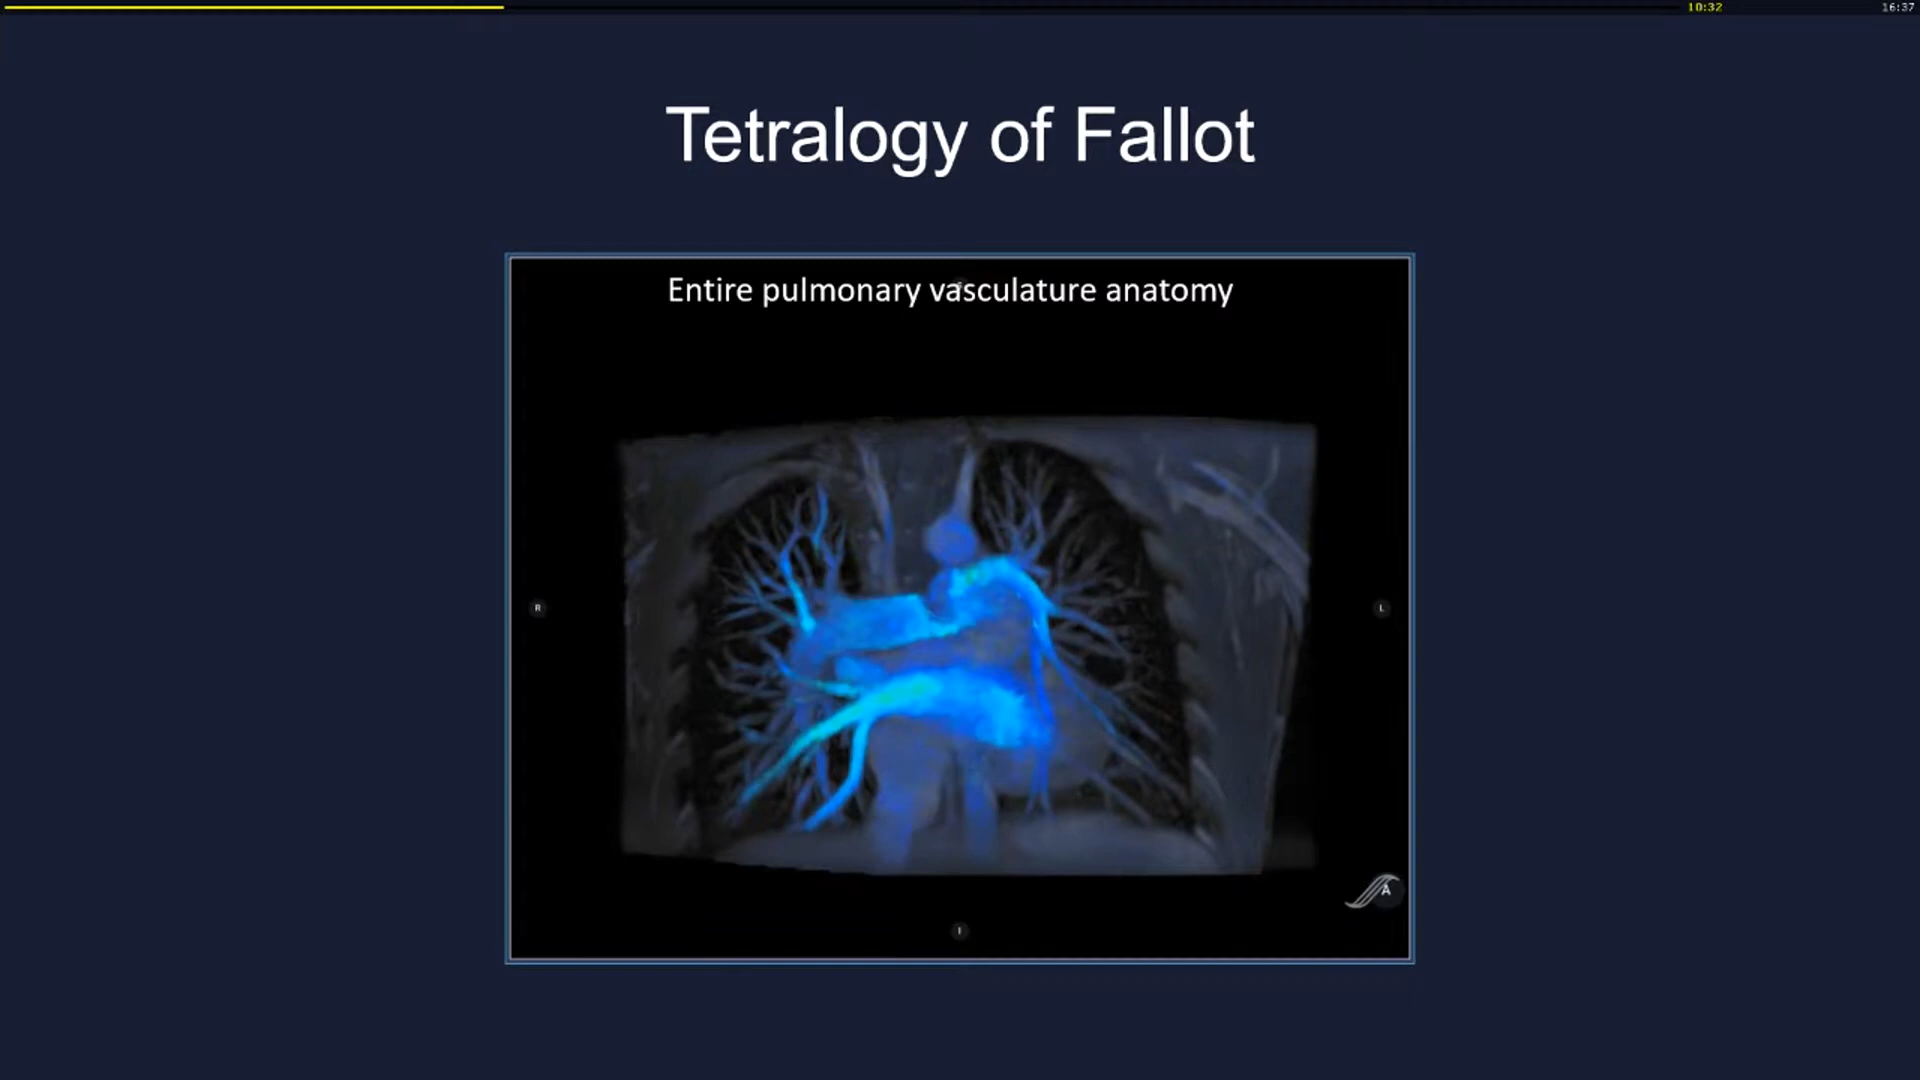 10:32
16:37
Tetralogy of Fallot
Entire pulmonary vasculature anatomy
R
L
A
I